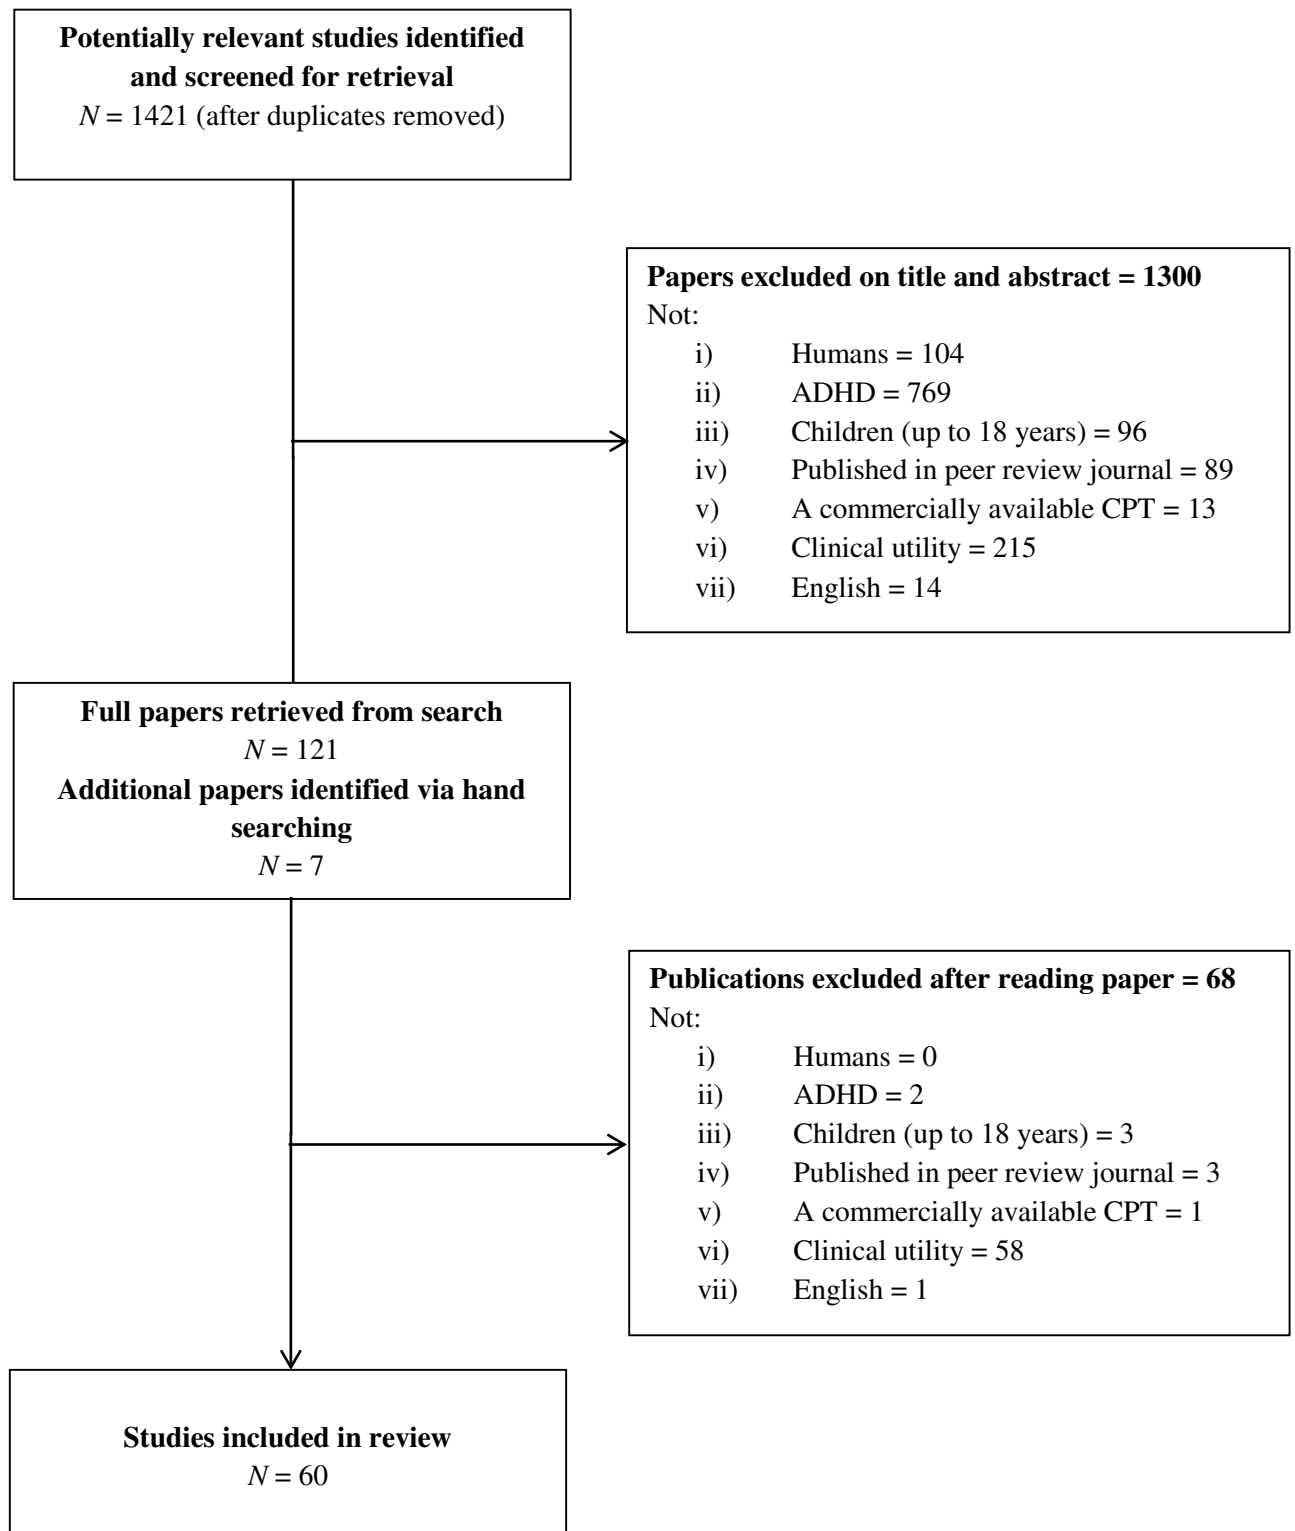 Potentially relevant studies identified
and screened for retrieval
N = 1421 (after duplicates removed)
Papers excluded on title and abstract = 1300
Not:
i) Humans = 104
ii) ADHD = 769
iii) Children (up to 18 years) = 96
iv) Published in peer review journal = 89
v) A commercially available CPT = 13
vi) Clinical utility = 215
vii) English = 14
Full papers retrieved from search
N = 121
Additional papers identified via hand
searching
N = 7
Publications excluded after reading paper = 68
Not:
i) Humans = 0
ii) ADHD = 2
iii) Children (up to 18 years) = 3
iv) Published in peer review journal = 3
v) A commercially available CPT = 1
vi) Clinical utility = 58
vii) English = 1
Studies included in review
N = 60